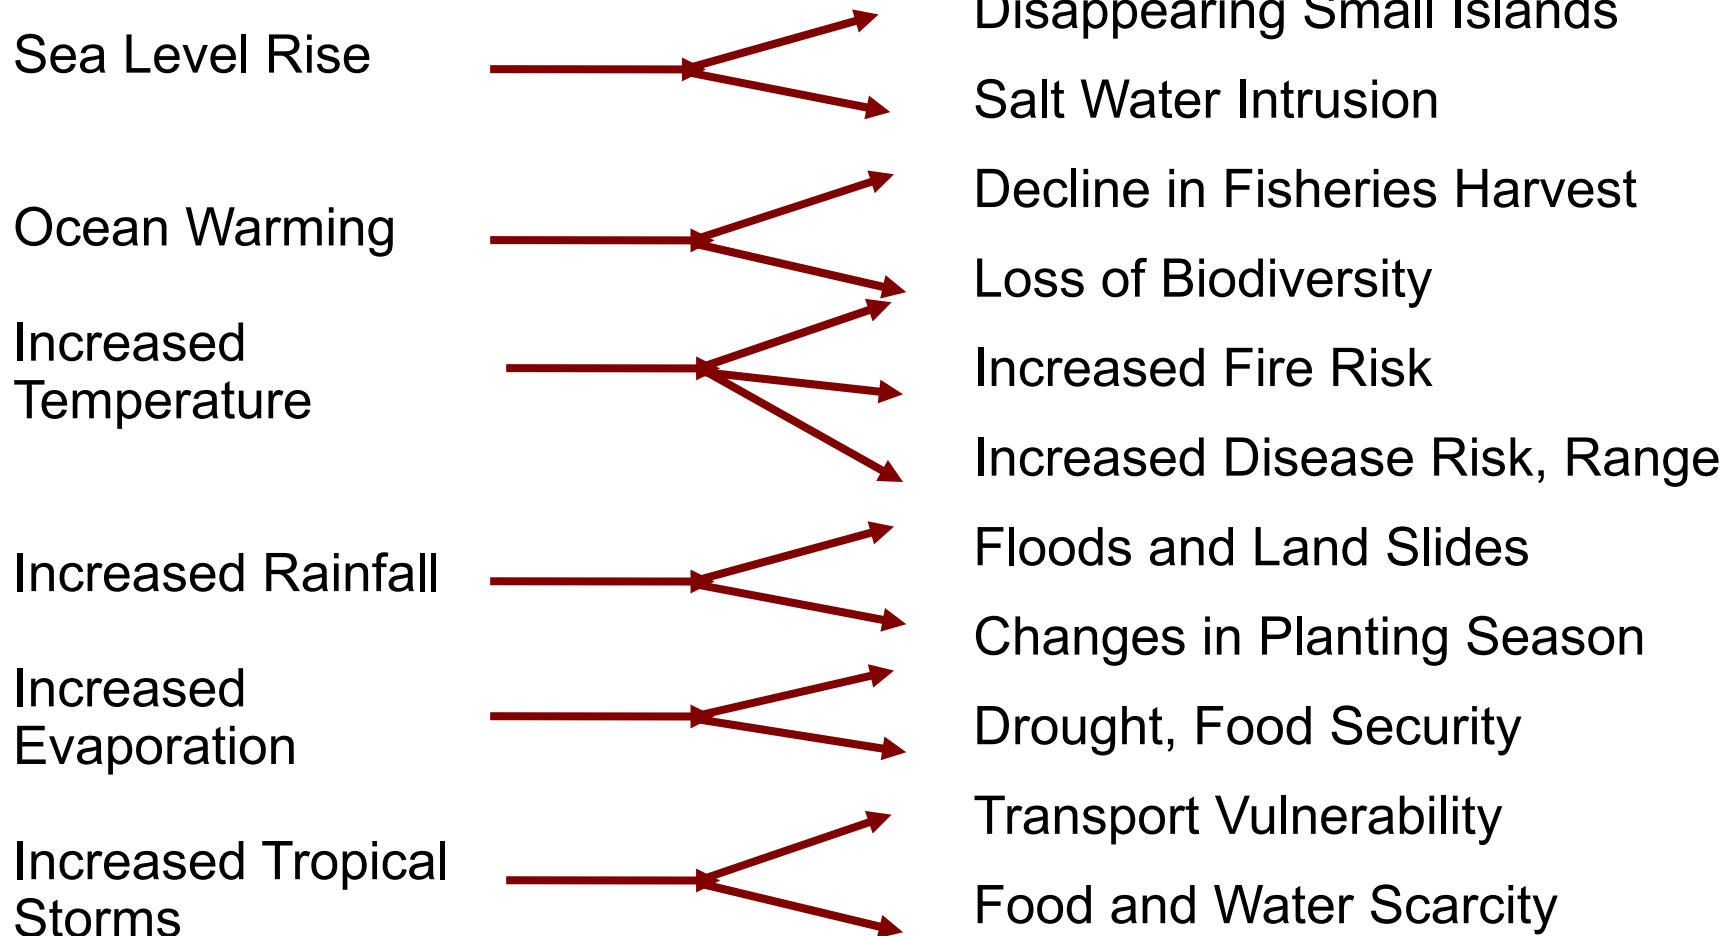 Sea Level Rise
Disappearing Small Islands
Salt Water Intrusion
Ocean Warming
Decline in Fisheries Harvest
Loss of Biodiversity
Increased
Temperature
Increased Fire Risk
Increased Disease Risk, Range
Increased Rainfall
Floods and Land Slides
Changes in Planting Season
Increased
Evaporation
Drought, Food Security
Increased Tropical
Storms
Transport Vulnerability
Food and Water Scarcity